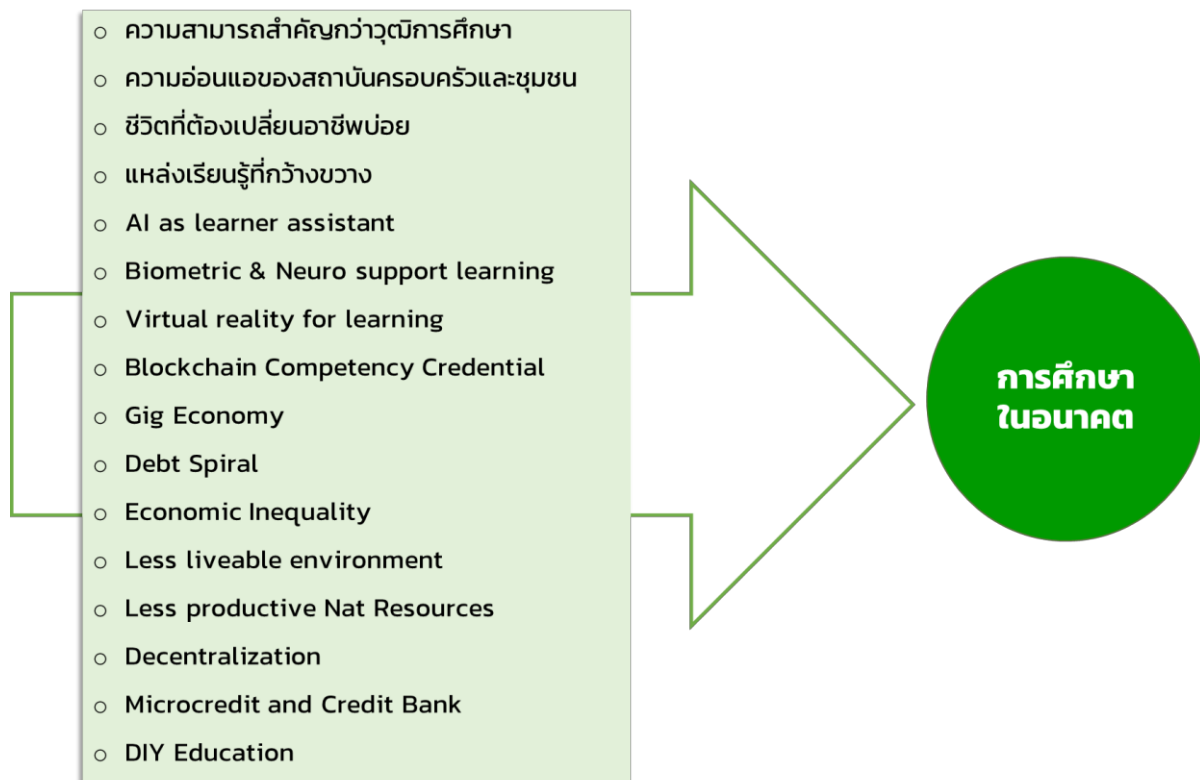 ○ ความสามารถสำคัญกว่าวุฒิการศึกษา
○ ความอ่อนแอของสถาบันครอบครัวและชุมชน
○ ชีวิตที่ต้องเปลี่ยนอาชีพบ่อย
○ แหล่งเรียนรู้ที่กว้างขวาง
○ AI as learner assistant
○ Biometric & Neuro support learning
○ Virtual reality for learning
○ Blockchain Competency Credential
○ Gig Economy
○ Debt Spiral
○ Economic Inequality
○ Less liveable environment
○ Less productive Nat Resources
○ Decentralization
○ Microcredit and Credit Bank
○ DIY Education
การศึกษา
ในอนาคต